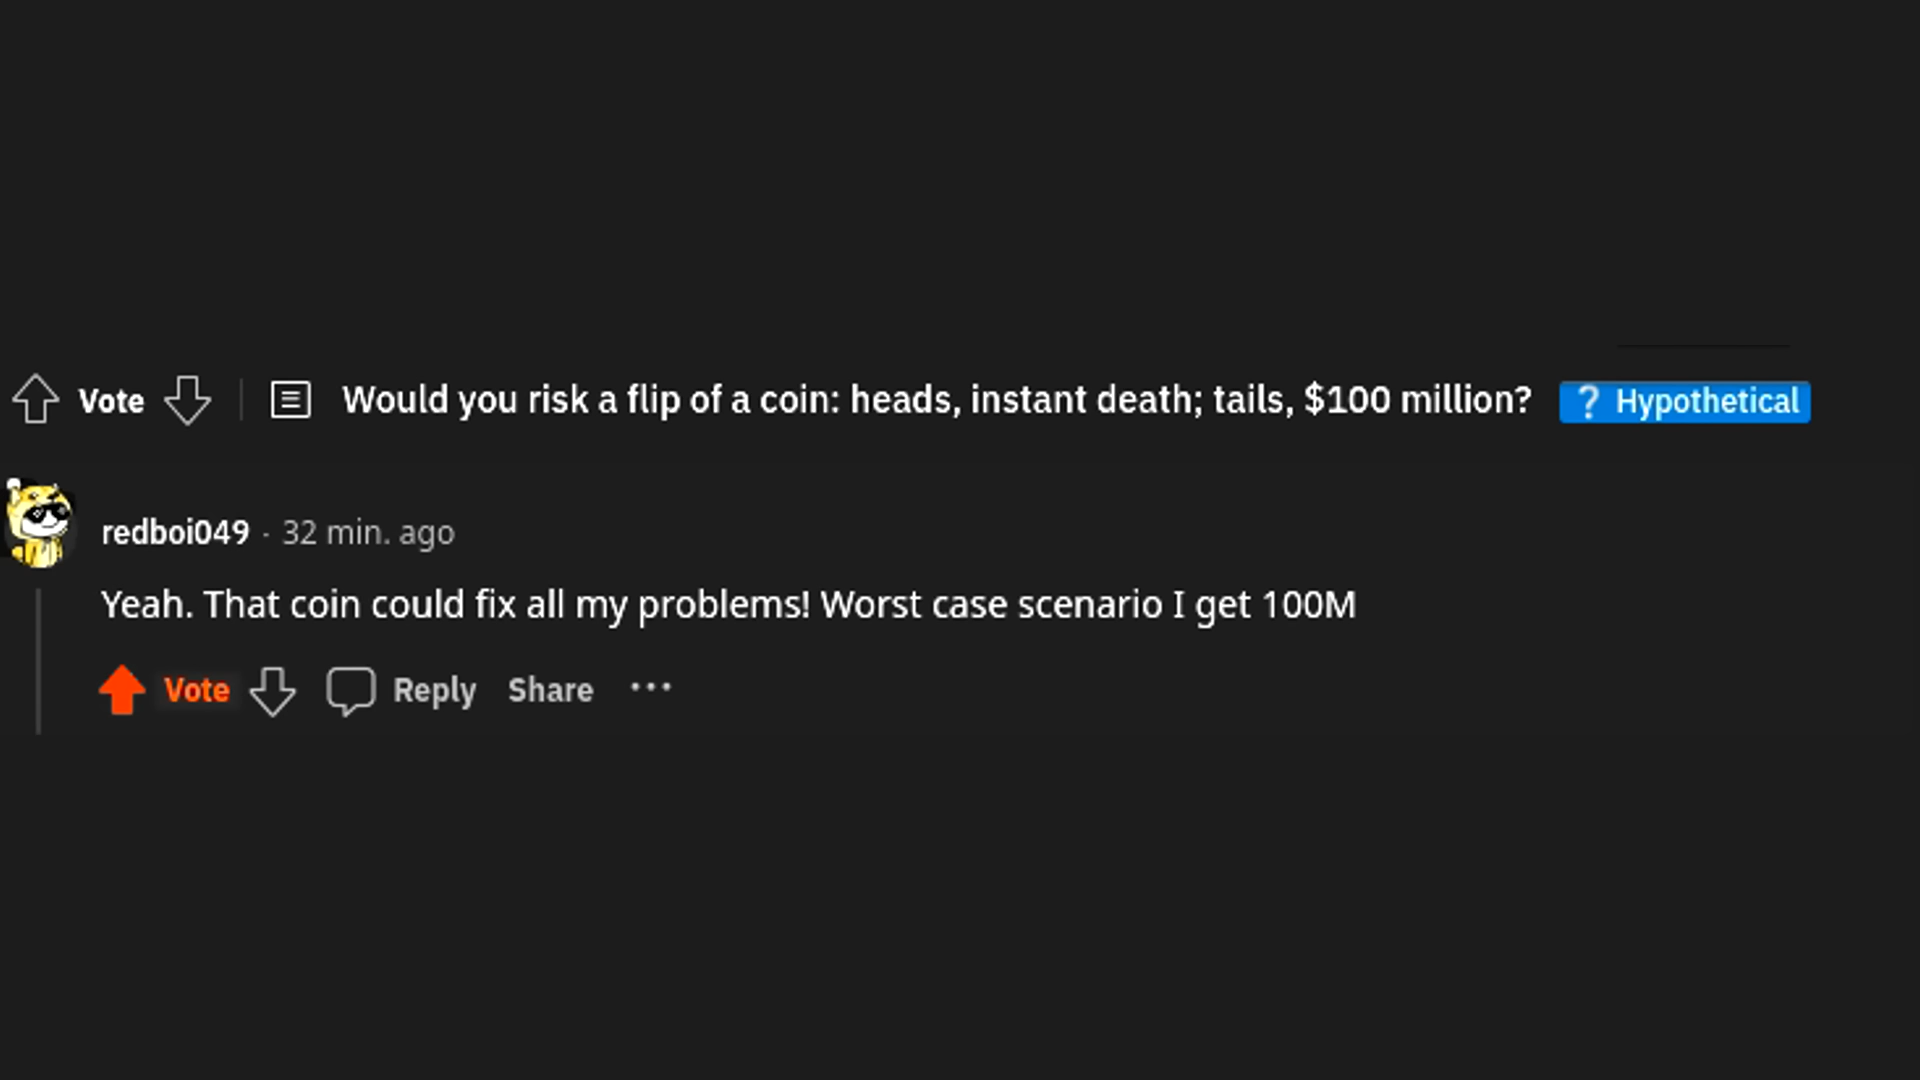 Vote Would you risk a flip of a coin: heads, instant death; tails, $100 million? ? Hypothetical
redboi049 · 32 min. ago
Yeah. That coin could fix all my problems! Worst case scenario I get 100M
Vote Reply Share ...